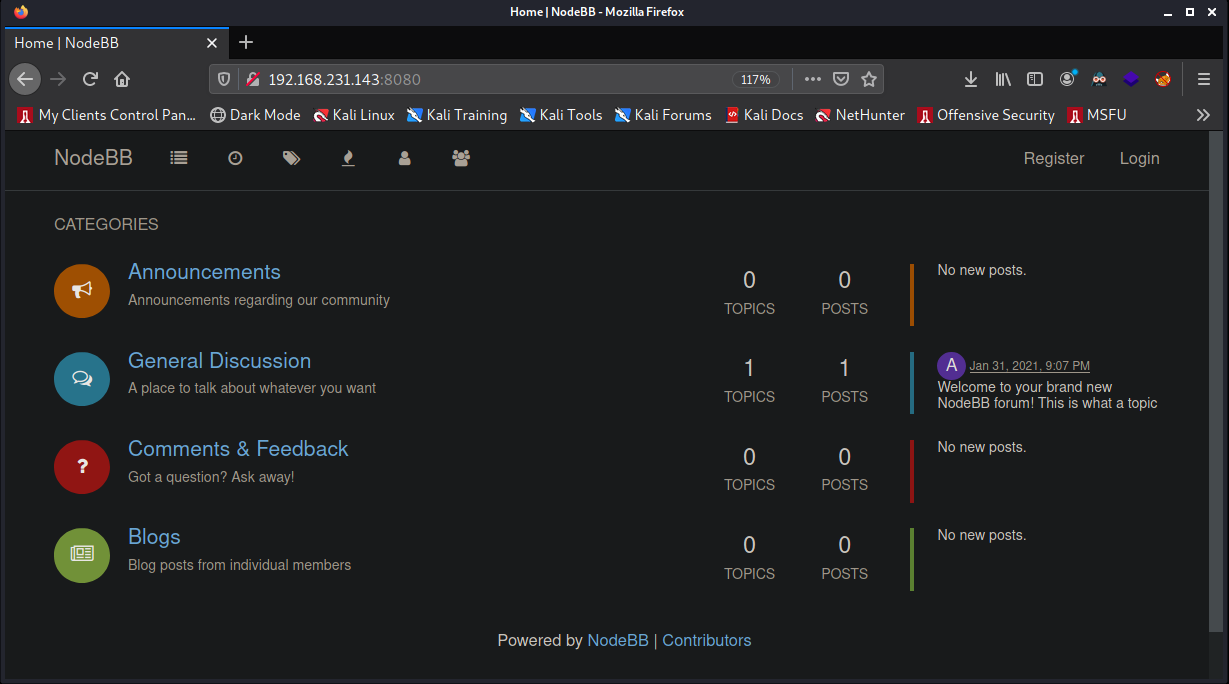 Home | NodeBB - Mozilla Firefox
Home | NodeBB
192.168.231.143:8080 117%
My Clients Control Pan... Dark Mode Kali Linux Kali Training Kali Tools Kali Forums Kali Docs NetHunter Offensive Security MSFU
NodeBB Register Login
CATEGORIES
Announcements
Announcements regarding our community
0 0
TOPICS POSTS
No new posts.
General Discussion
A place to talk about whatever you want
1 1
TOPICS POSTS
A Jan 31, 2021, 9:07 PM
Welcome to your brand new
NodeBB forum! This is what a topic
?
Comments & Feedback
Got a question? Ask away!
0 0
TOPICS POSTS
No new posts.
Blogs
Blog posts from individual members
0 0
TOPICS POSTS
No new posts.
Powered by NodeBB | Contributors